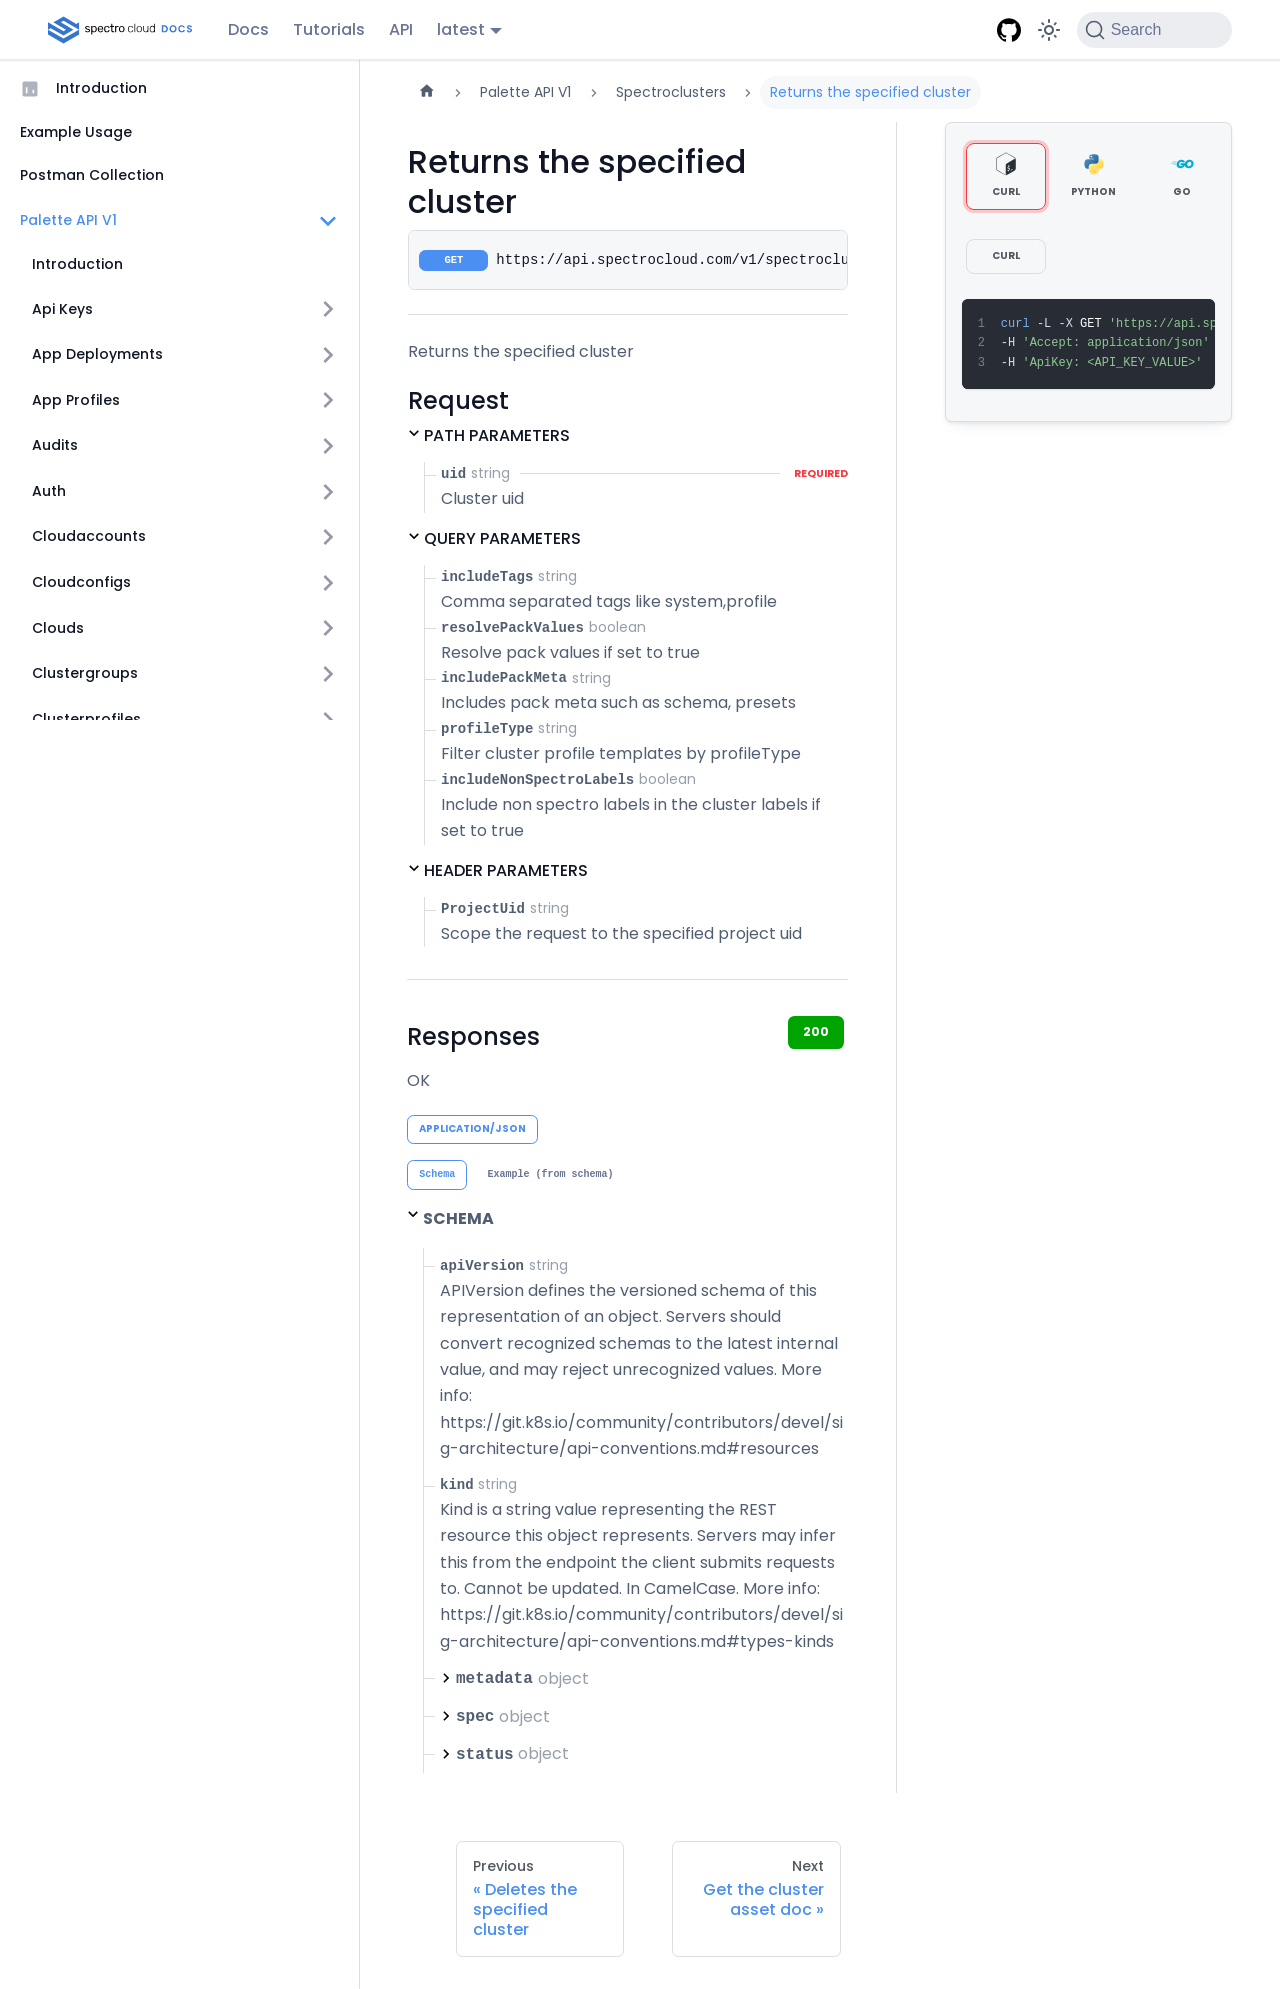 spectro cloud DOCS
Docs
Tutorials
API
latest
Search
Introduction
Example Usage
Postman Collection
Palette API V1
Introduction
Api Keys
App Deployments
App Profiles
Audits
Auth
Cloudaccounts
Cloudconfigs
Clouds
Clustergroups
Clusterprofiles
Palette API V1
Spectroclusters
Returns the specified cluster
Returns the specified
cluster
GET https://api.spectrocloud.com/v1/spectroclu
Returns the specified cluster
Request
PATH PARAMETERS
uid string REQUIRED
Cluster uid
QUERY PARAMETERS
includeTags string
Comma separated tags like system,profile
resolvePackValues boolean
Resolve pack values if set to true
includePackMeta string
Includes pack meta such as schema, presets
profileType string
Filter cluster profile templates by profileType
includeNonSpectroLabels boolean
Include non spectro labels in the cluster labels if
set to true
HEADER PARAMETERS
ProjectUid string
Scope the request to the specified project uid
Responses
200
OK
APPLICATION/JSON
Schema
Example (from schema)
SCHEMA
apiVersion string
APIVersion defines the versioned schema of this
representation of an object. Servers should
convert recognized schemas to the latest internal
value, and may reject unrecognized values. More
info:
https://git.k8s.io/community/contributors/devel/si
g-architecture/api-conventions.md#resources
kind string
Kind is a string value representing the REST
resource this object represents. Servers may infer
this from the endpoint the client submits requests
to. Cannot be updated. In CamelCase. More info:
https://git.k8s.io/community/contributors/devel/si
g-architecture/api-conventions.md#types-kinds
metadata object
spec object
status object
CURL
PYTHON
GO
CURL
1 curl -L -X GET 'https://api.sp
2 -H 'Accept: application/json'
3 -H 'ApiKey: <API_KEY_VALUE>'
Previous
« Deletes the
specified
cluster
Next
Get the cluster
asset doc »